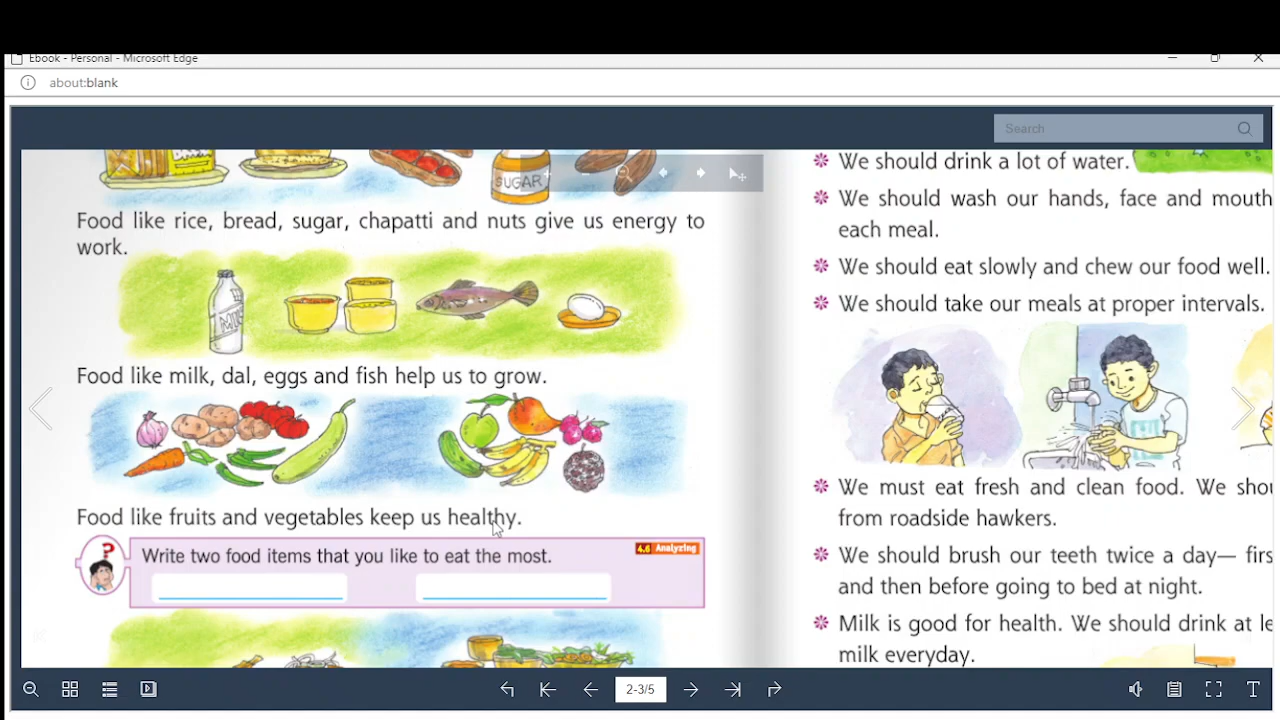 Ebook - Personal - Microsoft Edge
about:blank
Search
SUGAR
Food like rice, bread, sugar, chapatti and nuts give us energy to
work.
MILK
Food like milk, dal, eggs and fish help us to grow.
Food like fruits and vegetables keep us healthy.
?
Write two food items that you like to eat the most.
4.6 Analyzing
We should drink a lot of water.
We should wash our hands, face and mouth
each meal.
We should eat slowly and chew our food well.
We should take our meals at proper intervals.
We must eat fresh and clean food. We shou
from roadside hawkers.
We should brush our teeth twice a day— firs
and then before going to bed at night.
Milk is good for health. We should drink at le
milk everyday.
2-3/5